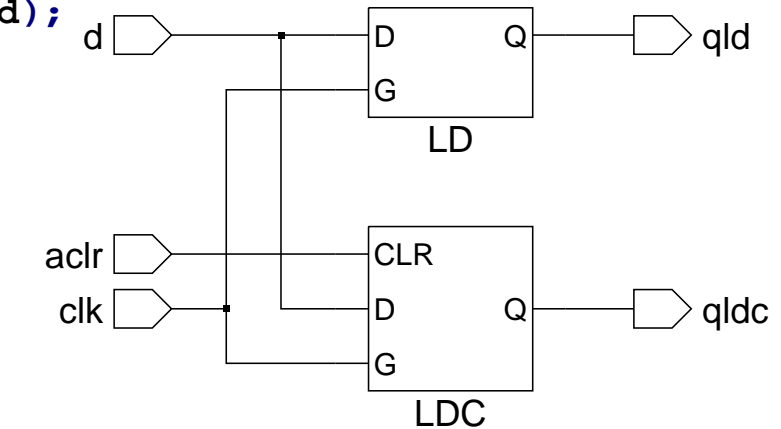 d);
d D Q qld
G
LD
aclr CLR
clk D Q qldc
G
LDC